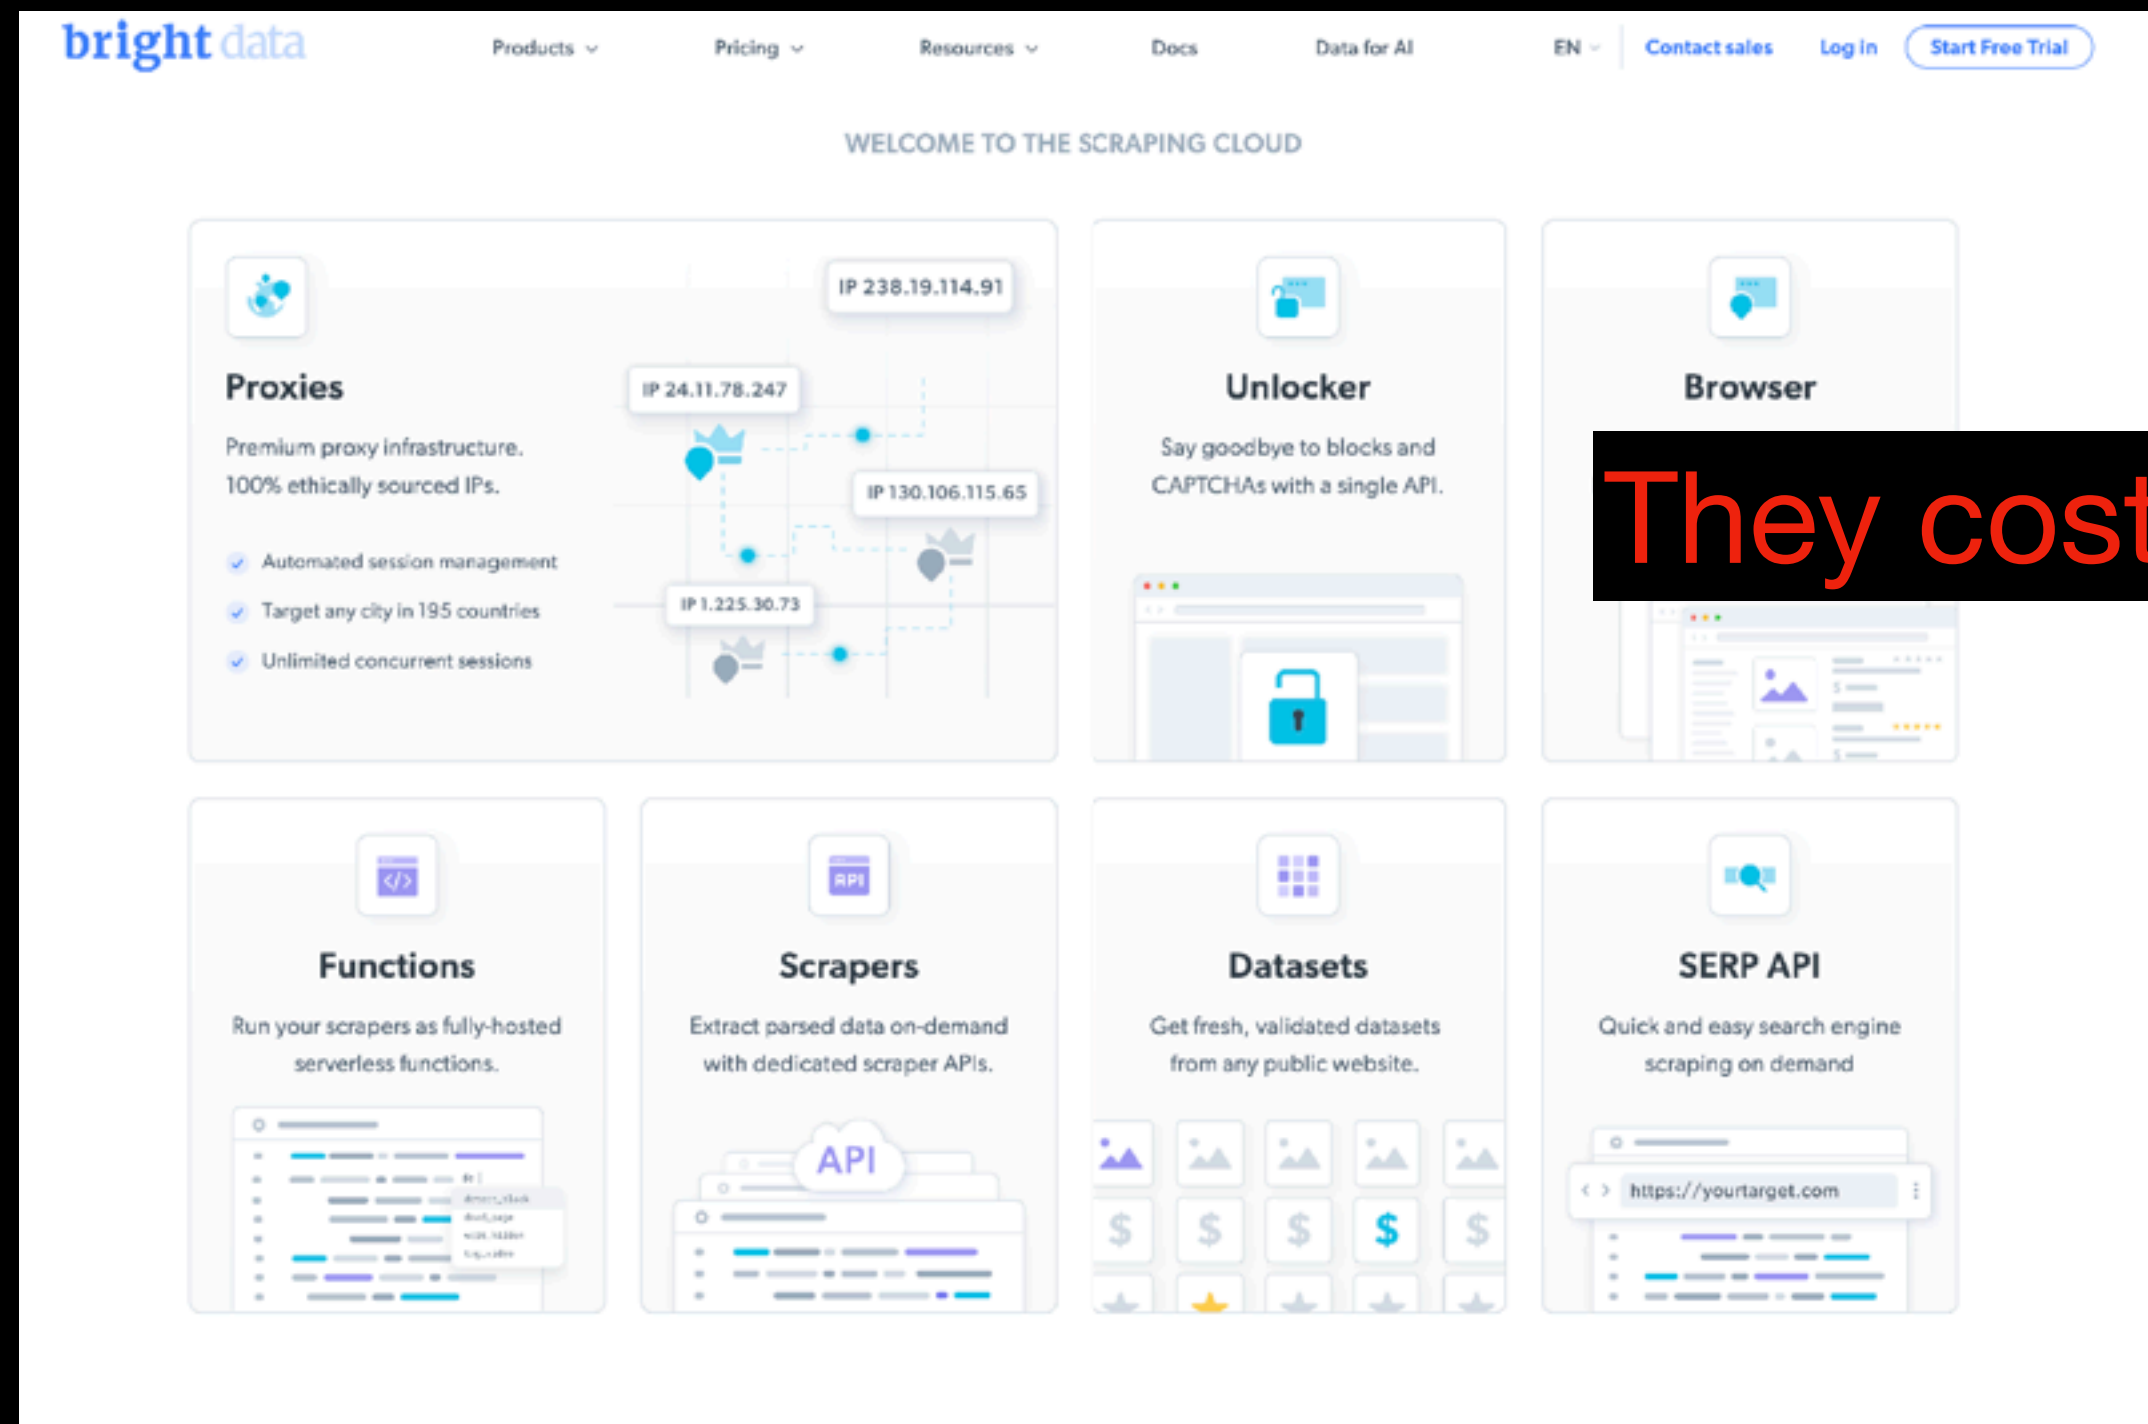 bright data
Products
Pricing
Resources
Docs
Data for AI
EN
Contact sales
Log in
Start Free Trial
WELCOME TO THE SCRAPING CLOUD
Proxies
Premium proxy infrastructure.
100% ethically sourced IPs.
Automated session management
Target any city in 195 countries
Unlimited concurrent sessions
IP 238.19.114.91
IP 24.11.78.247
IP 130.106.115.65
IP 1.225.30.73
Unlocker
Say goodbye to blocks and
CAPTCHAs with a single API.
Browser
They cost
Functions
Run your scrapers as fully-hosted
serverless functions.
Scrapers
Extract parsed data on-demand
with dedicated scraper APIs.
API
API
Datasets
Get fresh, validated datasets
from any public website.
$ $ $ $ $
SERP API
Quick and easy search engine
scraping on demand
https://yourtarget.com